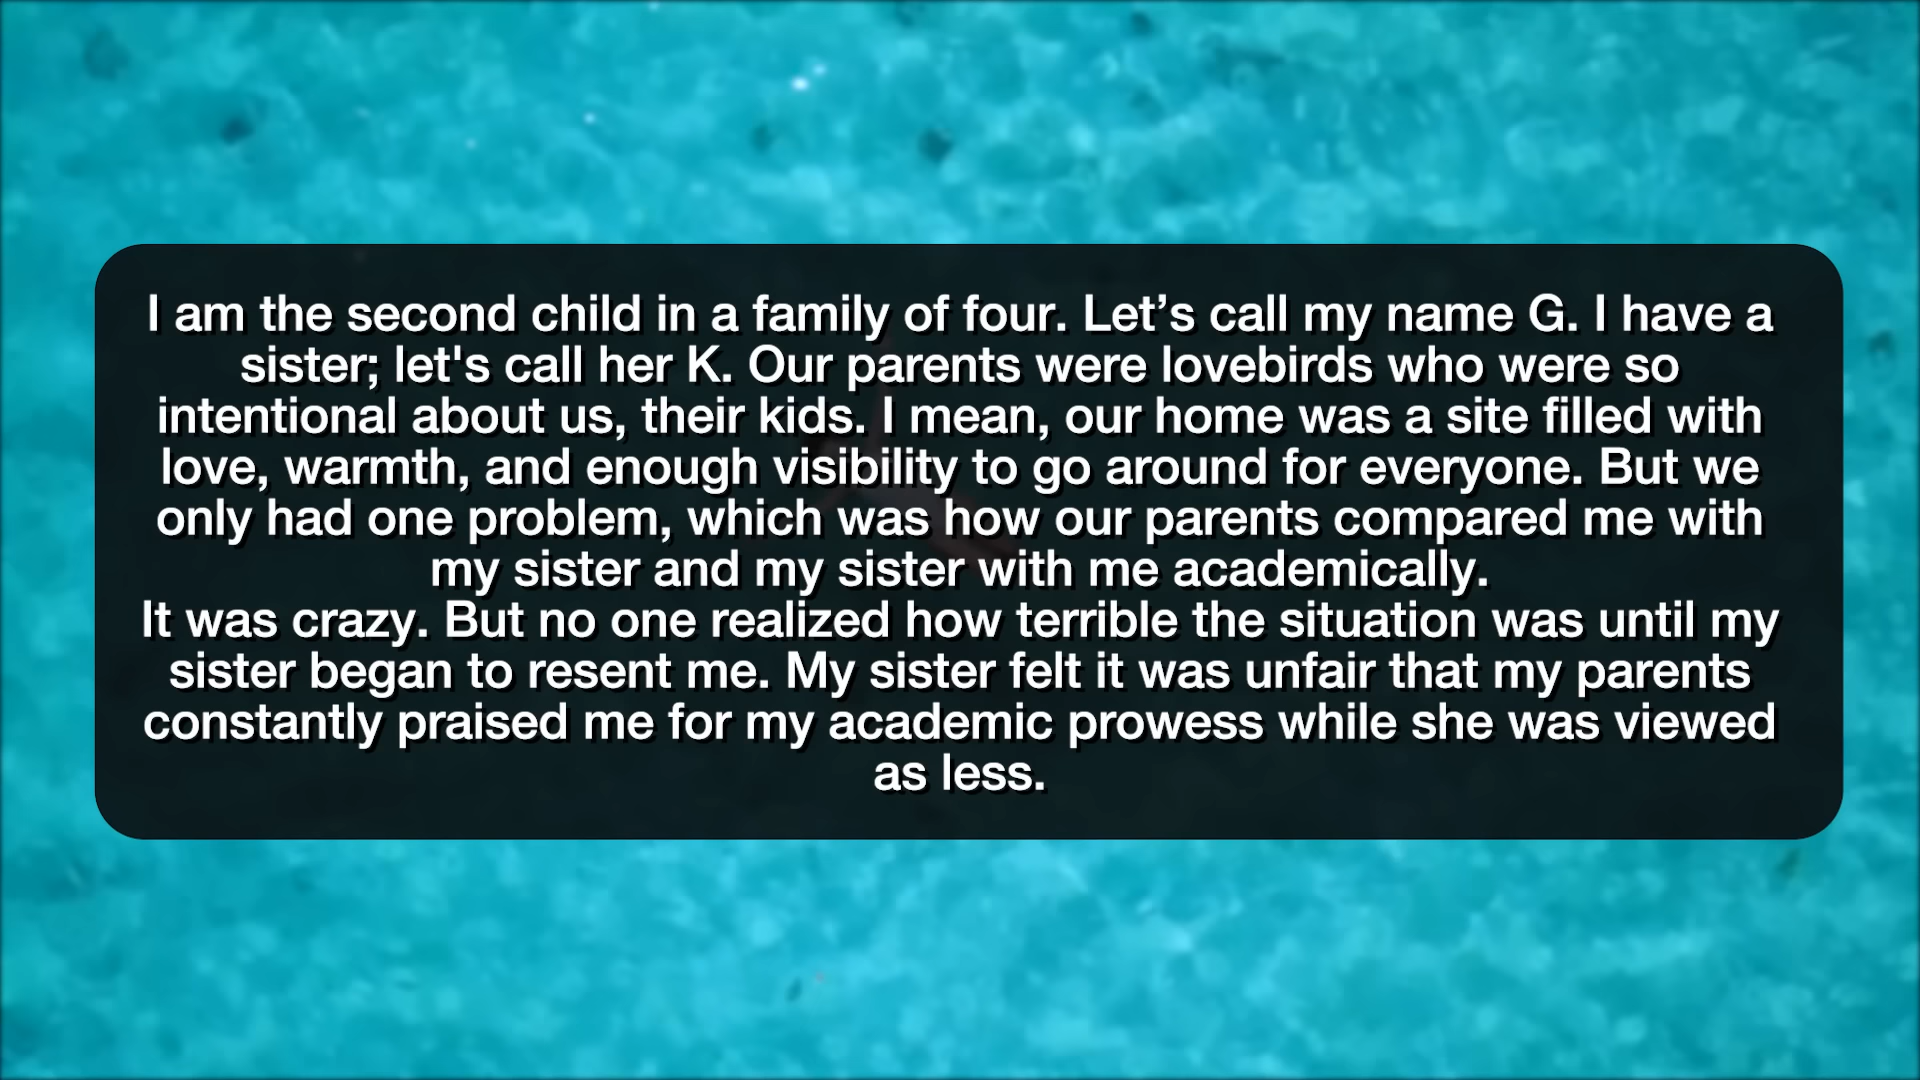 I am the second child in a family of four. Let’s call my name G. I have a
sister; let's call her K. Our parents were lovebirds who were so
intentional about us, their kids. I mean, our home was a site filled with
love, warmth, and enough visibility to go around for everyone. But we
only had one problem, which was how our parents compared me with
my sister and my sister with me academically.
It was crazy. But no one realized how terrible the situation was until my
sister began to resent me. My sister felt it was unfair that my parents
constantly praised me for my academic prowess while she was viewed
as less.